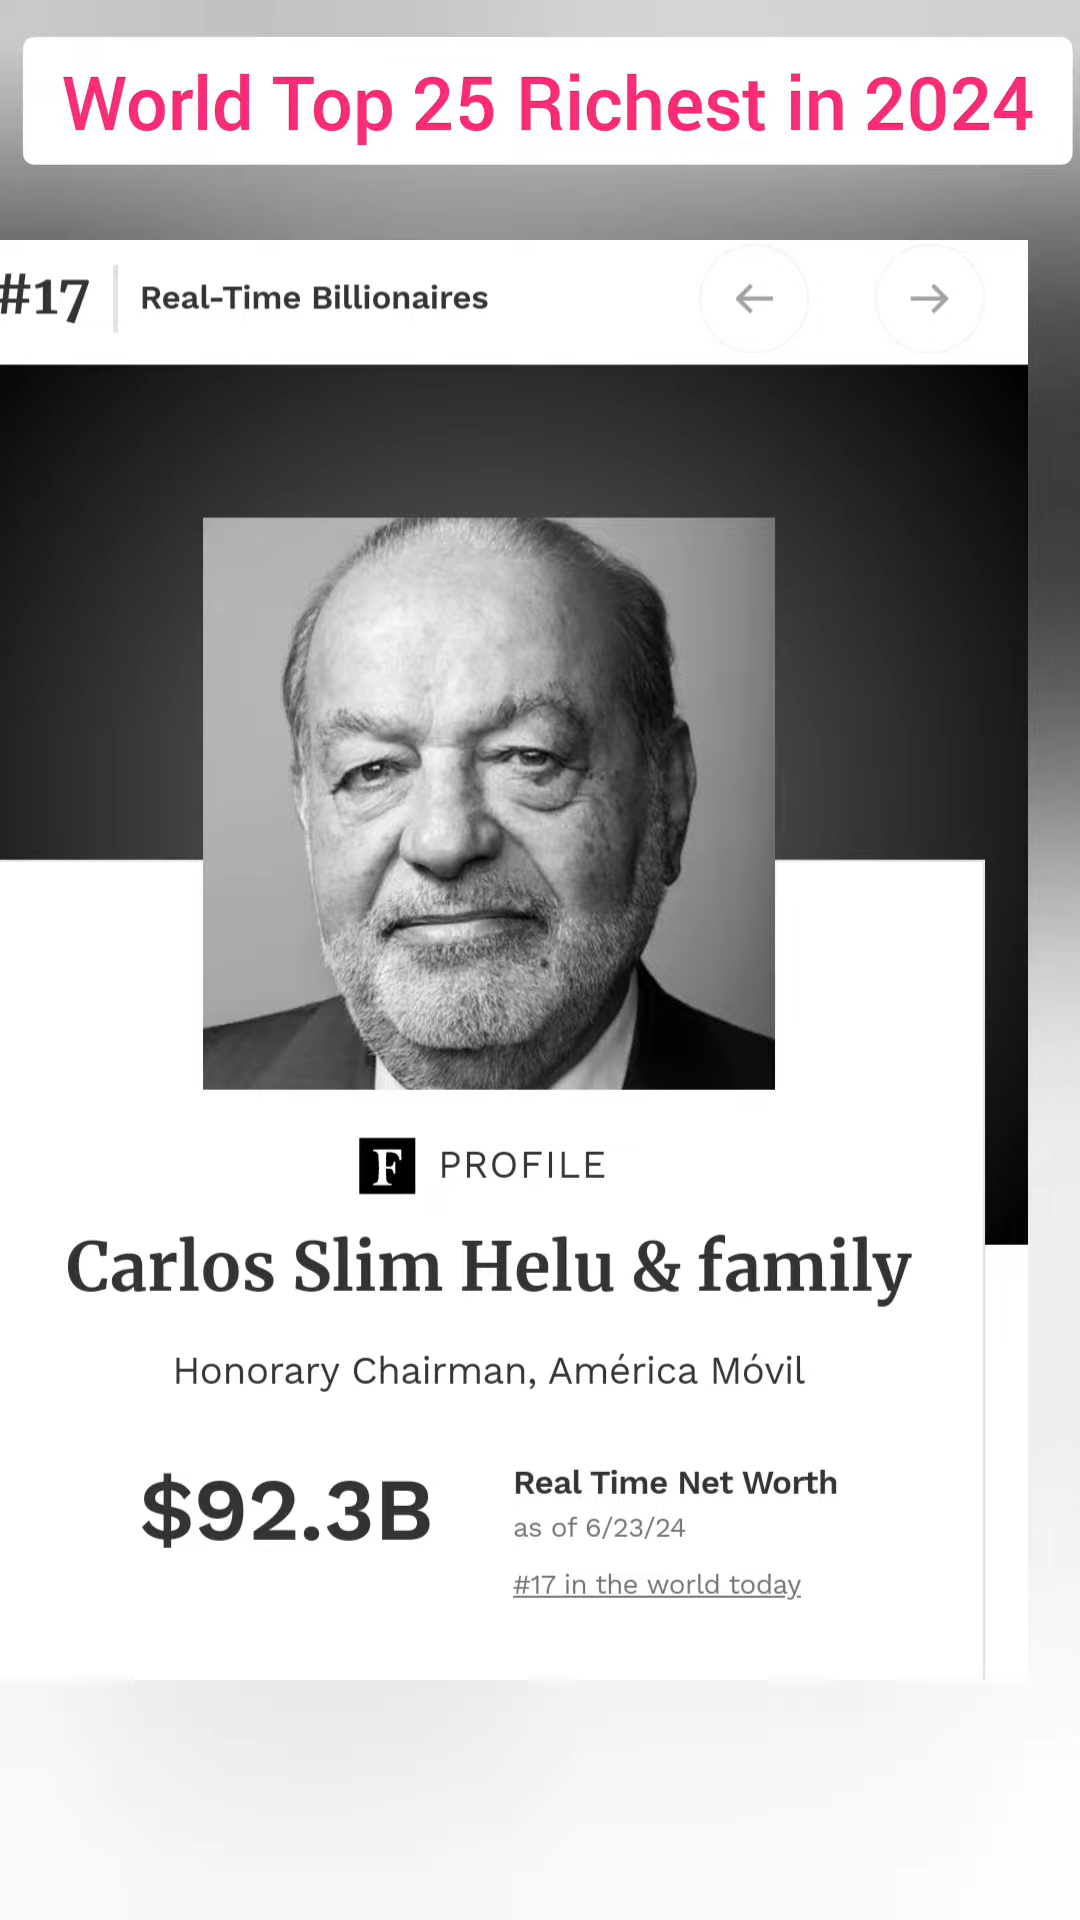 World Top 25 Richest in 2024
#17 Real-Time Billionaires
F PROFILE
Carlos Slim Helu & family
Honorary Chairman, América Móvil
$92.3B
Real Time Net Worth
as of 6/23/24
#17 in the world today